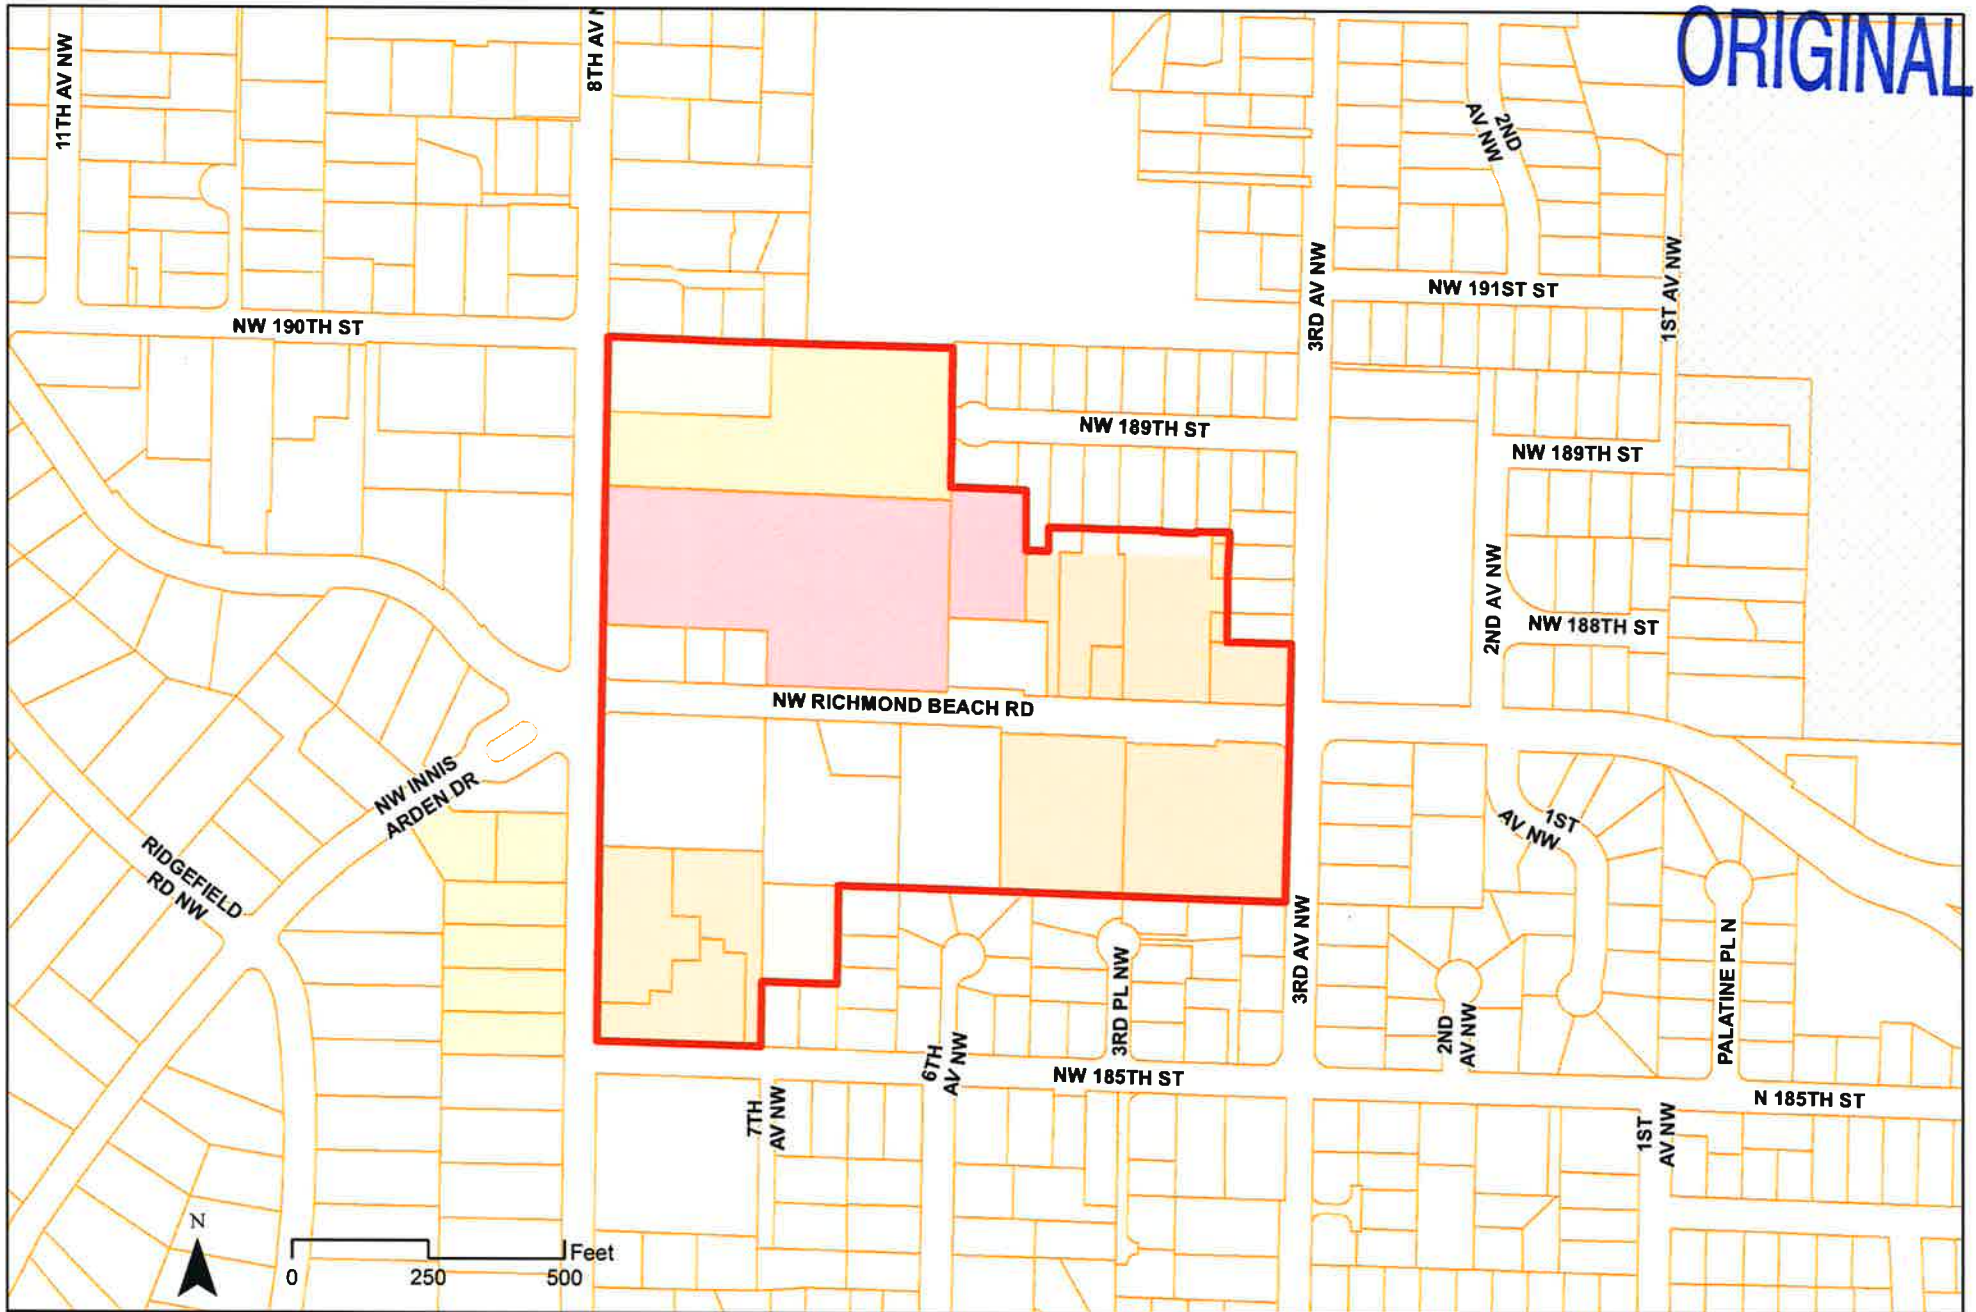 ORIGINAL
11TH AV NW
8TH AV N
2ND
AV NW
3RD AV NW
1ST AV NW
NW 191ST ST
NW 190TH ST
NW 189TH ST
NW 189TH ST
2ND AV NW
NW 188TH ST
NW RICHMOND BEACH RD
NW INNIS
ARDEN DR
1ST
AV NW
RIDGEFIELD
RD NW
3RD AV NW
3RD PL NW
PALATINE PL N
6TH
AV NW
2ND
AV NW
NW 185TH ST
N 185TH ST
7TH
AV NW
1ST
AV NW
N
Feet
0 250 500